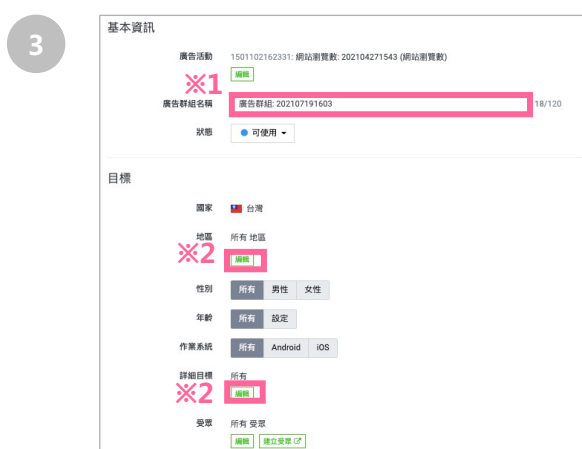 3
基本資訊
廣告活動 1501102162331: 網站瀏覽數: 202104271543 (網站瀏覽數)
編輯
※1
廣告群組名稱 廣告群組: 202107191603 18/120
狀態 可使用
目標
國家 台灣
地區 所有 地區
※2 編輯
性別 所有 男性 女性
年齡 所有 設定
作業系統 所有 Android iOS
詳細目標 所有
※2 編輯
受眾 所有 受眾
編輯 建立受眾